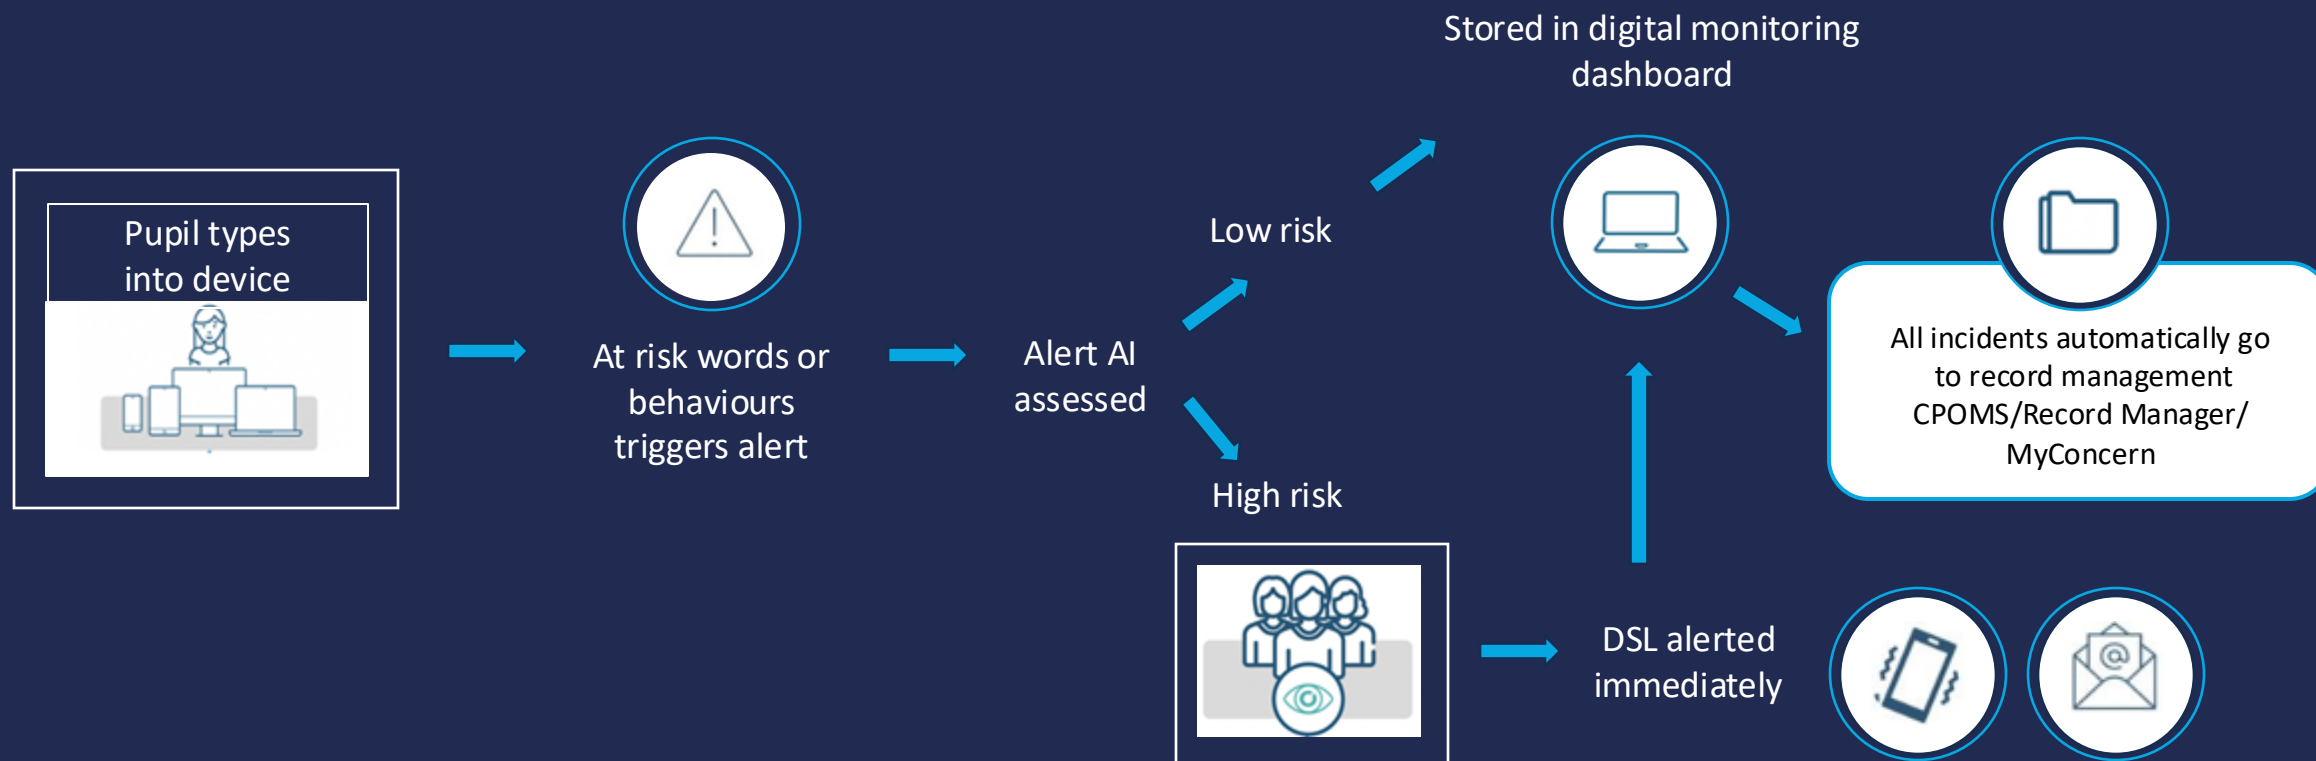 Pupil types
into device
At risk words or
behaviours
triggers alert
Alert AI
assessed
Low risk
High risk
Stored in digital monitoring
dashboard
DSL alerted
immediately
@
All incidents automatically go
to record management
CPOMS/Record Manager/
MyConcern